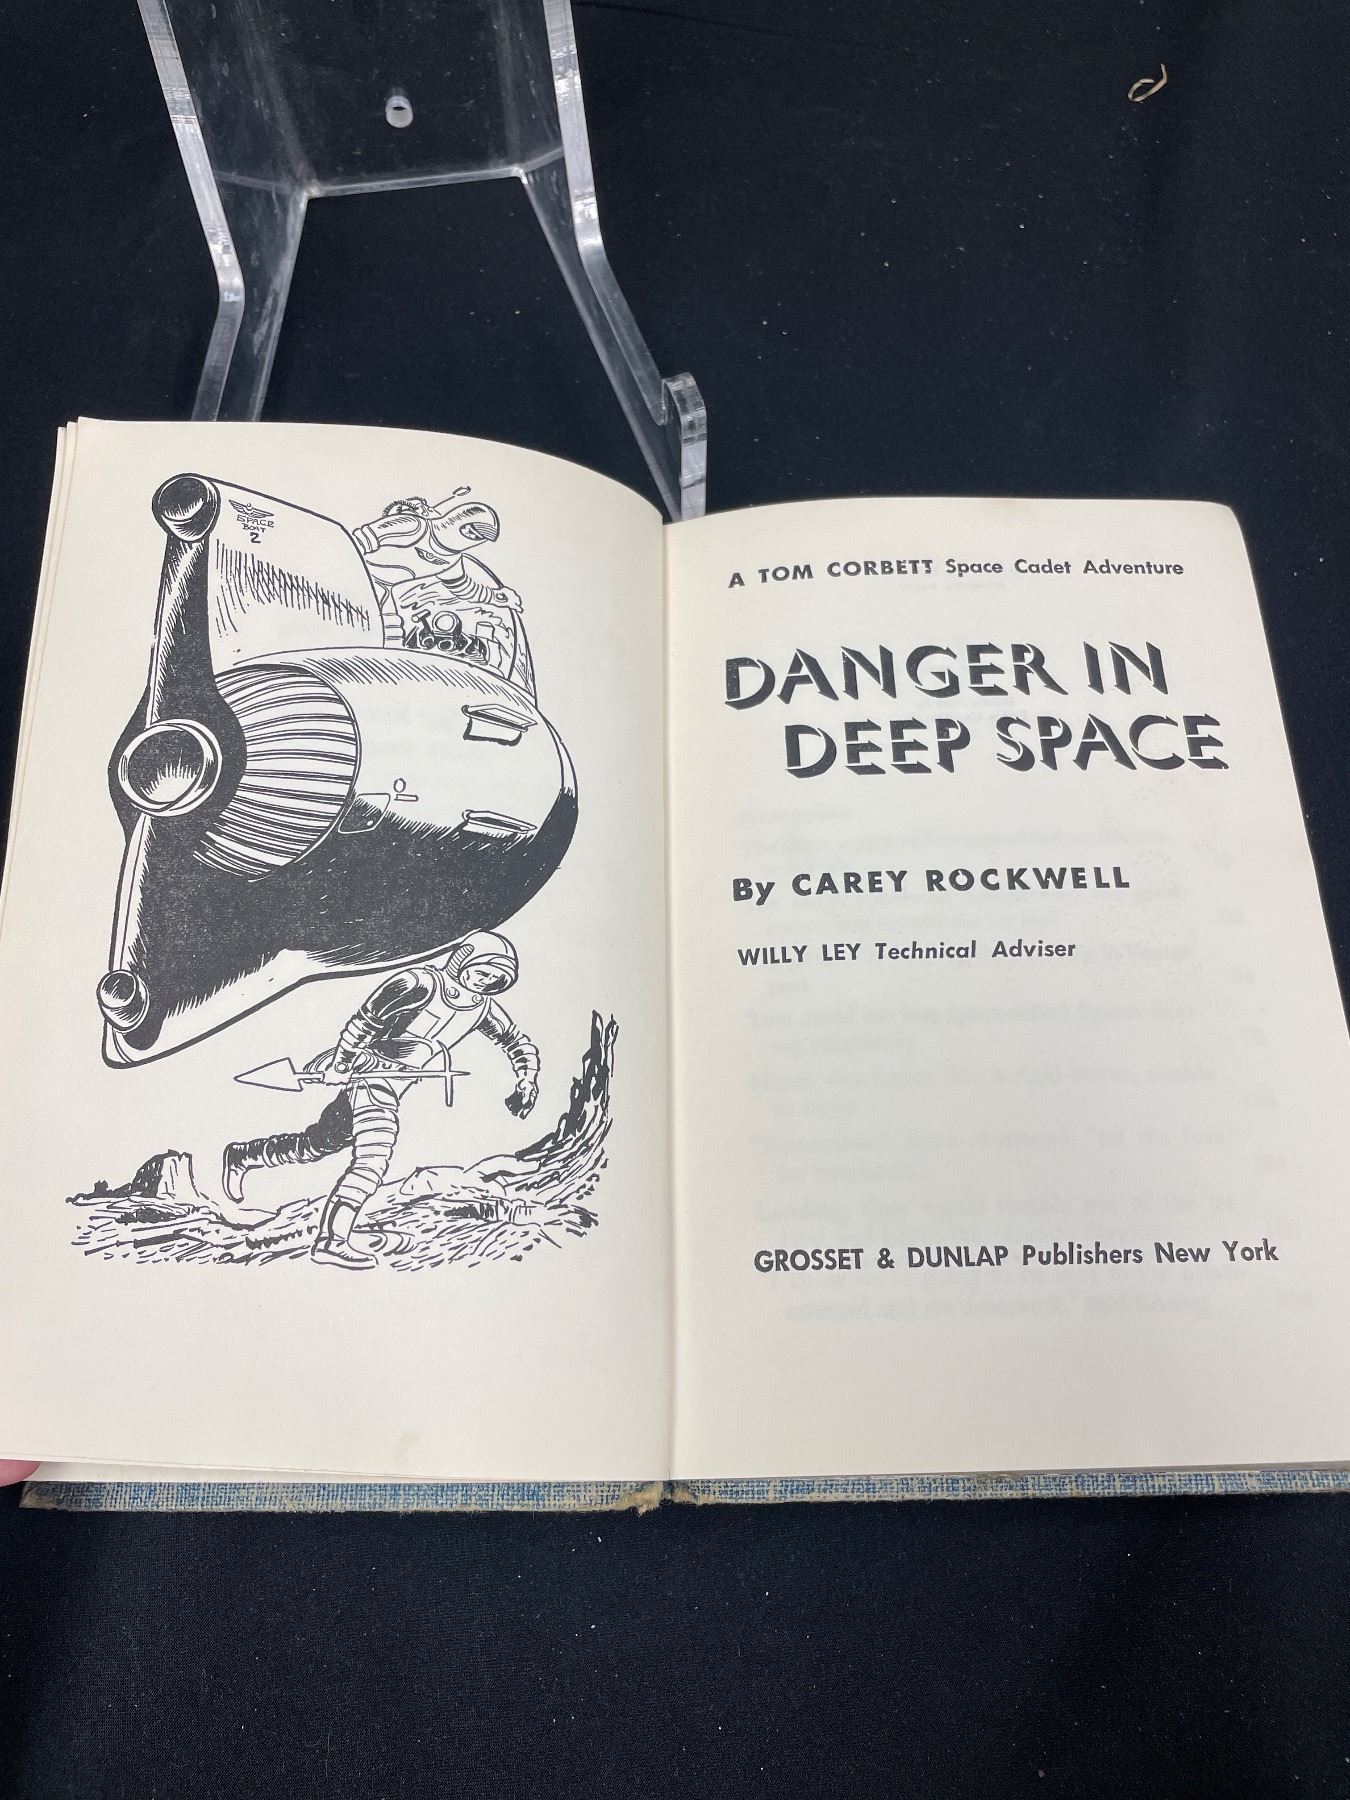 SPACE
BOAT
2
A TOM CORBETT Space Cadet Adventure
DANGER IN
DEEP SPACE
By CAREY ROCKWELL
WILLY LEY Technical Adviser
GROSSET & DUNLAP Publishers New York